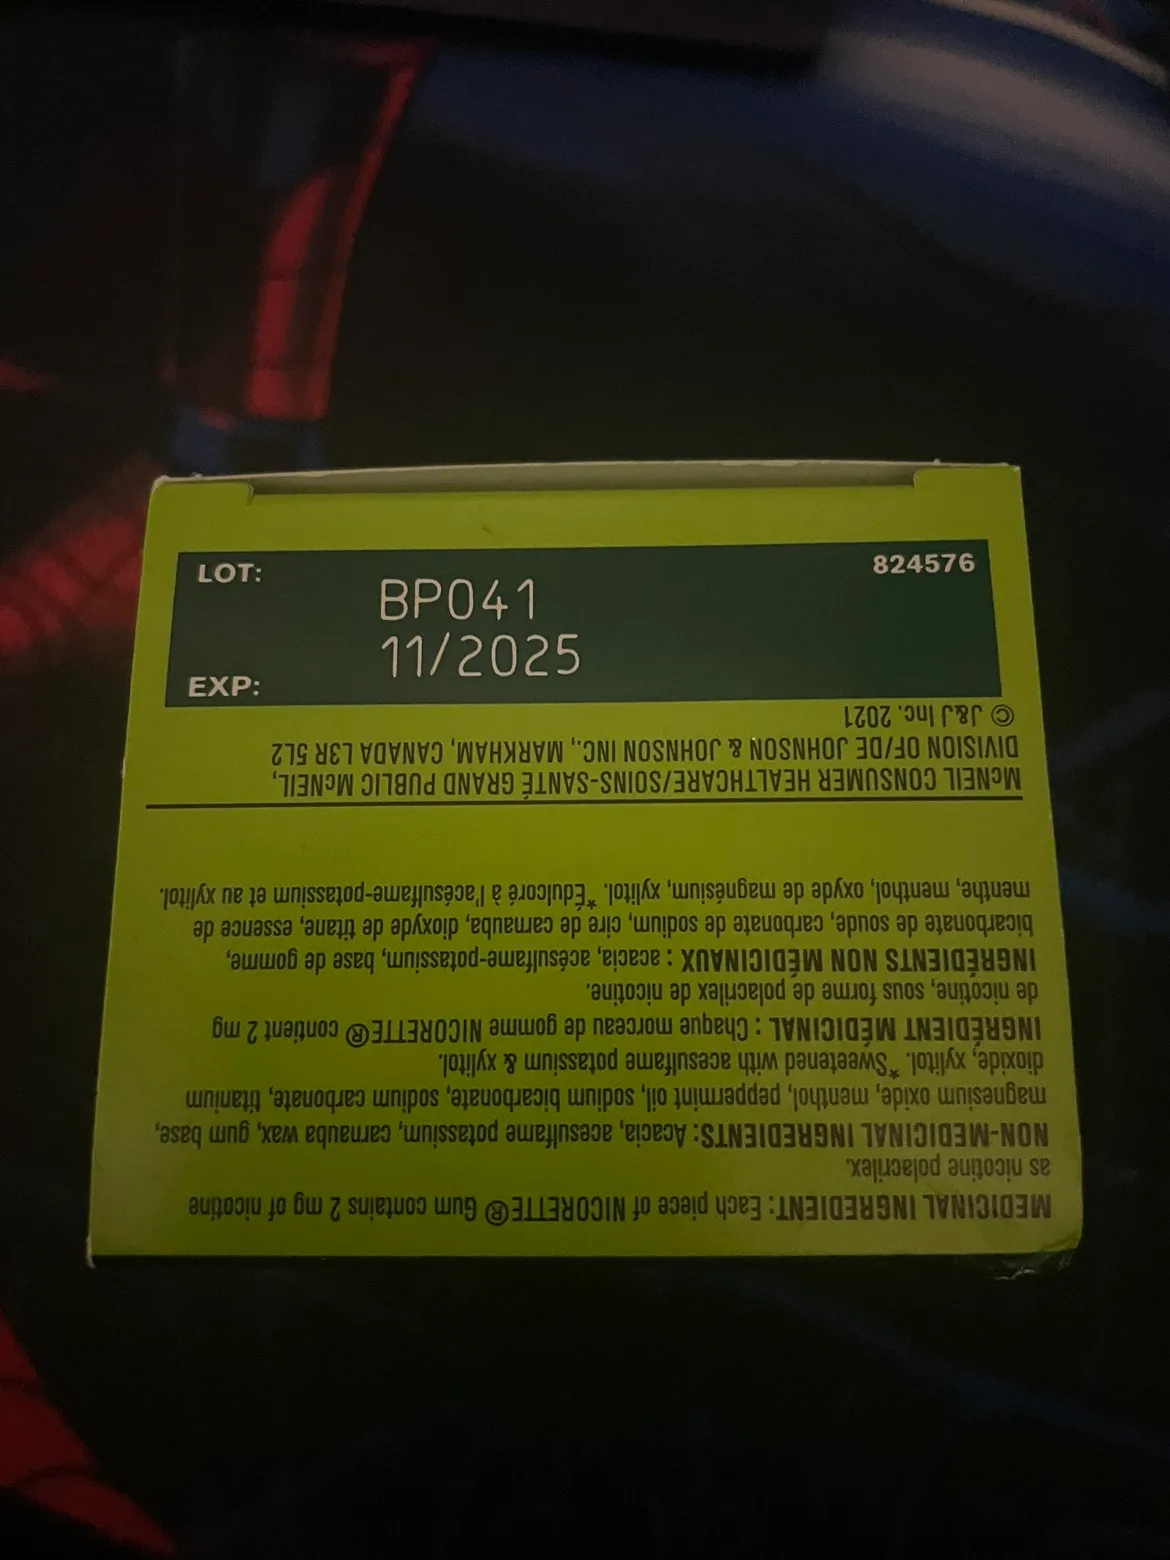 LOT:
BP041
824576
11/2025
EXP:
MEDICINAL INGREDIENT: Each piece of NICORETTE® Gum contains 2 mg of nicotine
as nicotine polacrilex.
NON-MEDICINAL INGREDIENTS: Acacia, acesulfame potassium, carnauba wax, gum base,
magnesium oxide, menthol, peppermint oil, sodium bicarbonate, sodium carbonate, titanium
dioxide, xylitol. *Sweetened with acesulfame potassium & xylitol.
INGRÉDIENT MÉDICINAL : Chaque morceau de gomme NICORETTE® contient 2 mg
de nicotine, sous forme de polacrilex de nicotine.
INGRÉDIENTS NON MÉDICINAUX : acacia, acésulfame-potassium, base de gomme,
bicarbonate de soude, carbonate de sodium, cire de carnauba, dioxyde de titane, essence de
menthe, menthol, oxyde de magnésium, xylitol. *Édulcoré à l'acésulfame-potassium et au xylitol.
McNEIL CONSUMER HEALTHCARE/SOINS-SANTÉ GRAND PUBLIC McNEIL,
DIVISION OF/DE JOHNSON & JOHNSON INC., MARKHAM, CANADA L3R 5L2
© J&J Inc. 2021